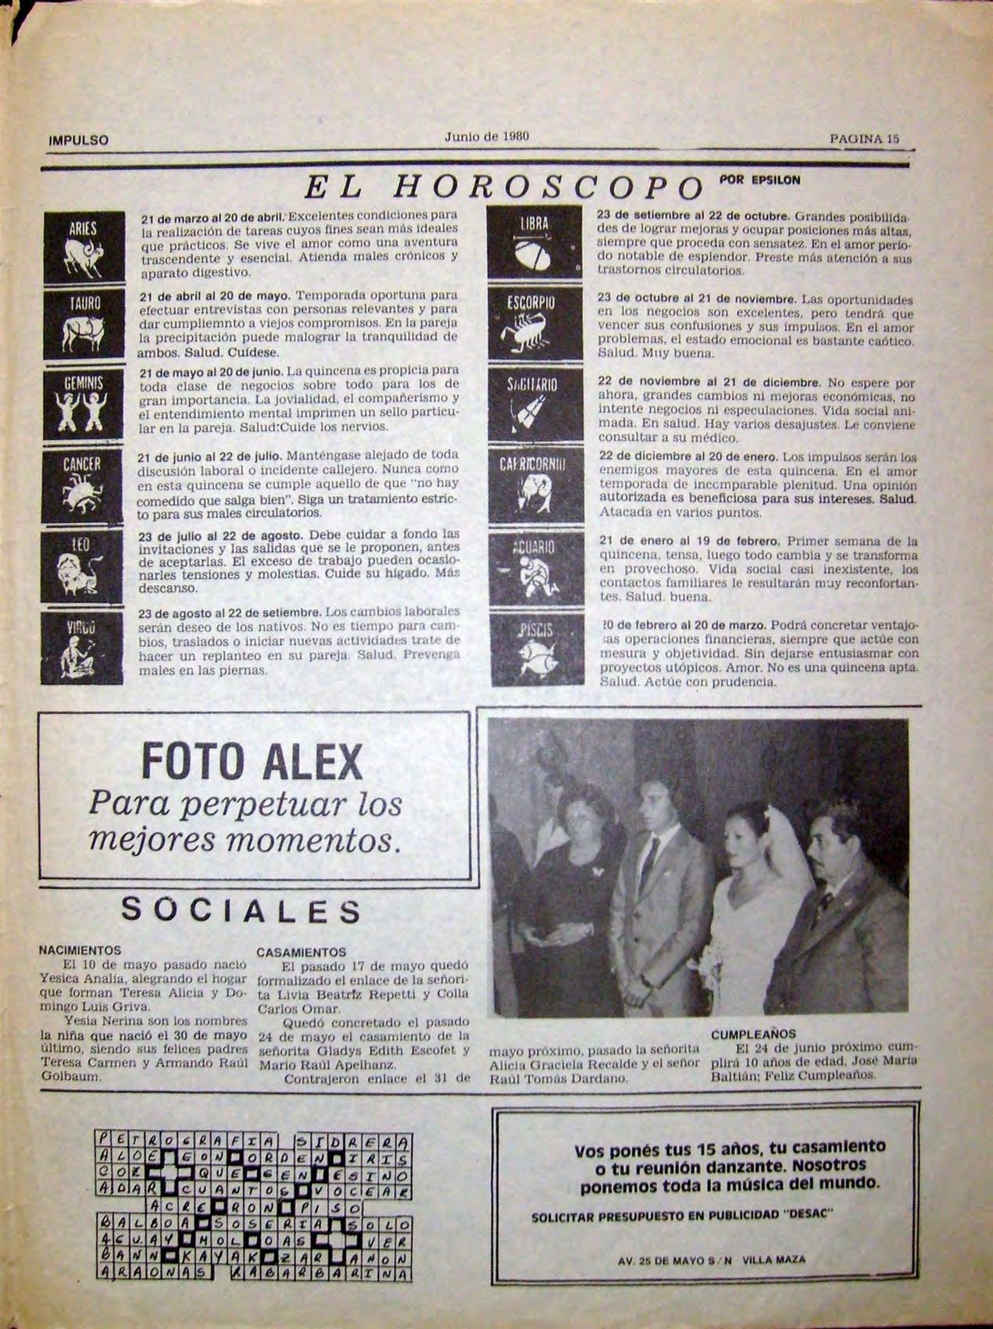 IMPULSO
Junio de 1980
PAGINA 15
EL HOROSCOPO POR EPSILON
ARIES
21 de marzo al 20 de abril. Excelentes condiciones para
la realización de tareas cuyos fines sean más ideales
que prácticos. Se vive el amor como una aventura
trascendente y esencial. Atienda males crónicos y
aparato digestivo.
TAURO
21 de abril al 20 de mayo. Temporada oportuna para
efectuar entrevistas con personas relevantes y para
dar cumpliemnto a viejos compromisos. En la pareja
la precipitación puede malograr la tranquilidad de
ambos. Salud. Cuídese.
GEMINIS
21 de mayo al 20 de junio. La quincena es propicia para
toda clase de negocios sobre todo para los de
gran importancia. La jovialidad, el compañerismo y
el entendimiento mental imprimen un sello particu-
lar en la pareja. Salud:Cuide los nervios.
CANCER
21 de junio al 22 de julio. Manténgase alejado de toda
discusión laboral o incidente callejero. Nunca como
en esta quincena se cumple aquello de que "no hay
comedido que salga bien". Siga un tratamiento estric-
to para sus males circulatorios.
LEO
23 de julio al 22 de agosto. Debe cuidar a fondo las
invitaciones y las salidas que se le proponen, antes
de aceptarlas. El exceso de trabajo pueden ocasio-
narles tensiones y molestias. Cuide su hígado. Más
descanso.
VIRGO
23 de agosto al 22 de setiembre. Los cambios laborales
serán deseo de los nativos. No es tiempo para cam-
bios, traslados o iniciar nuevas actividades trate de
hacer un replanteo en su pareja. Salud. Prevenga
males en las piernas.
LIBRA
23 de setiembre al 22 de octubre. Grandes posibilida-
des de lograr mejoras y ocupar posiciones más altas,
siempre que proceda con sensatez. En el amor perío-
do notable de esplendor. Preste más atención a sus
trastornos circulatorios.
ESCORPIO
23 de octubre al 21 de noviembre. Las oportunidades
en los negocios son excelentes, pero tendrá que
vencer sus confusiones y sus impulsos. En el amor
problemas, el estado emocional es bastante caótico.
Salud. Muy buena.
SAGITARIO
22 de noviembre al 21 de diciembre. No espere por
ahora, grandes cambios ni mejoras económicas, no
intente negocios ni especulaciones. Vida social ani-
mada. En salud. Hay varios desajustes. Le conviene
consultar a su médico.
CAPRICORNIO
22 de diciembre al 20 de enero. Los impulsos serán los
enemigos mayores de esta quincena. En el amor
temporada de incomparable plenitud. Una opinión
autorizada es beneficiosa para sus intereses. Salud.
Atacada en varios puntos.
ACUARIO
21 de enero al 19 de febrero. Primer semana de la
quincena, tensa, luego todo cambia y se transforma
en provechoso. Vida social casi inexistente, los
contactos familiares le resultarán muy reconfortan-
tes. Salud. buena.
PISCIS
20 de febrero al 20 de marzo. Podrá concretar ventajo-
sas operaciones financieras, siempre que actúe con
mesura y objetividad. Sin dejarse entusiasmar con
proyectos utópicos. Amor. No es una quincena apta.
Salud. Actúe con prudencia.
FOTO ALEX
Para perpetuar los
mejores momentos.
SOCIALES
NACIMIENTOS
El 10 de mayo pasado nació
Yesica Analía, alegrando el hogar
que forman Teresa Alicia y Do-
mingo Luis Griva.
Yesia Nerina son los nombres
la niña que nació el 30 de mayo
último, siendo sus felices padres
Teresa Carmen y Armando Raúl
Golbaum.
CASAMIENTOS
El pasado 17 de mayo quedó
formalizado el enlace de la señori-
ta Livia Beatriz Repetti y Colla
Carlos Omar.
Quedó concretado el pasado
24 de mayo el casamiento de la
señorita Gladys Edith Escofet y
Mario Raúl Apelhanz.
Contrajeron enlace el 31 de
mayo próximo, pasado la señorita
Alicia Graciela Recalde y el señor
Raúl Tomás Dardano.
CUMPLEAÑOS
El 24 de junio próximo cum-
plirá 10 años de edad, José María
Baltián; Feliz Cumpleaños.
PETROGRAFIA SIDRERA
ALOE EON ORDEN IRIS
COZ QUE GEN ESTNO
ADAR CUANTOS VOCEAR
ACRE RON PISO
BALBOA SOSERIA SOLO
HOL OAS VER
BANN KAYAK ZAR ANON
ARAONAS RABARBARINA
Vos ponés tus 15 años, tu casamiento
o tu reunión danzante. Nosotros
ponemos toda la música del mundo.
SOLICITAR PRESUPUESTO EN PUBLICIDAD "DESAC"
AV. 25 DE MAYO S/N VILLA MAZA